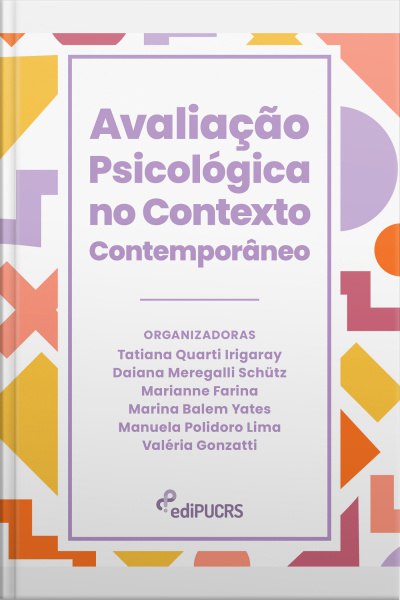 Avaliação
Psicológica
no Contexto
Contemporâneo
ORGANIZADORAS
Tatiana Quarti Irigaray
Daiana Meregalli Schütz
Marianne Farina
Marina Balem Yates
Manuela Polidoro Lima
Valéria Gonzatti
ediPUCRS